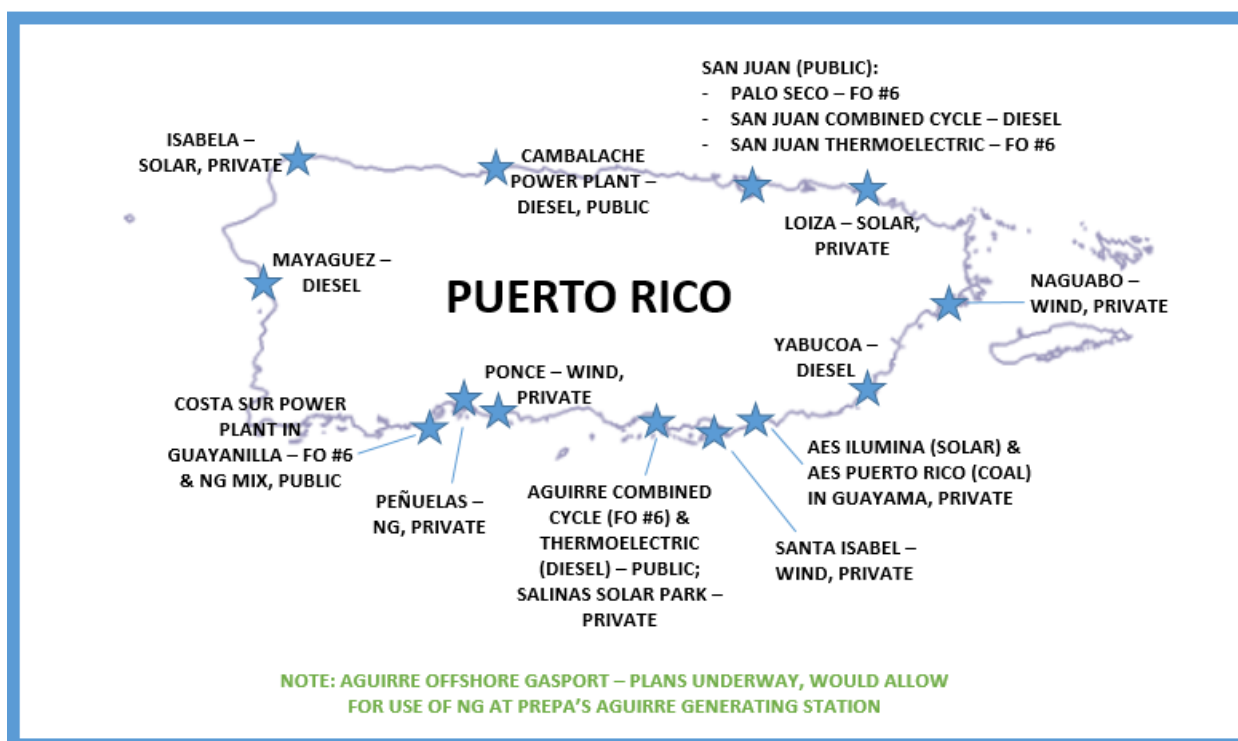 SAN JUAN (PUBLIC):
- PALO SECO – FO #6
- SAN JUAN COMBINED CYCLE – DIESEL
- SAN JUAN THERMOELECTRIC – FO #6
ISABELA –
SOLAR, PRIVATE
CAMBALACHE
POWER PLANT –
DIESEL, PUBLIC
LOIZA – SOLAR,
PRIVATE
MAYAGUEZ –
DIESEL
PUERTO RICO
NAGUABO –
WIND, PRIVATE
YABUCOA –
DIESEL
PONCE – WIND,
PRIVATE
COSTA SUR POWER
PLANT IN
GUAYANILLA – FO #6
& NG MIX, PUBLIC
PEÑUELAS –
NG, PRIVATE
AGUIRRE COMBINED
CYCLE (FO #6) &
THERMOELECTRIC
(DIESEL) – PUBLIC;
SALINAS SOLAR PARK –
PRIVATE
AES ILUMINA (SOLAR) &
AES PUERTO RICO (COAL)
IN GUAYAMA, PRIVATE
SANTA ISABEL –
WIND, PRIVATE
NOTE: AGUIRRE OFFSHORE GASPORT – PLANS UNDERWAY, WOULD ALLOW
FOR USE OF NG AT PREPA'S AGUIRRE GENERATING STATION